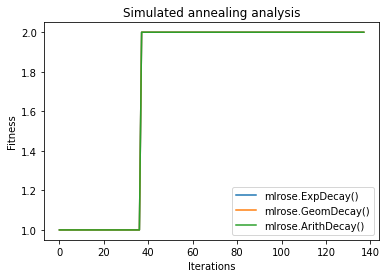 Simulated annealing analysis
Fitness
2.0
1.8
1.6
1.4
1.2
1.0
mlrose.ExpDecay()
mlrose.GeomDecay()
mlrose.ArithDecay()
0 20 40 60 80 100 120 140
Iterations